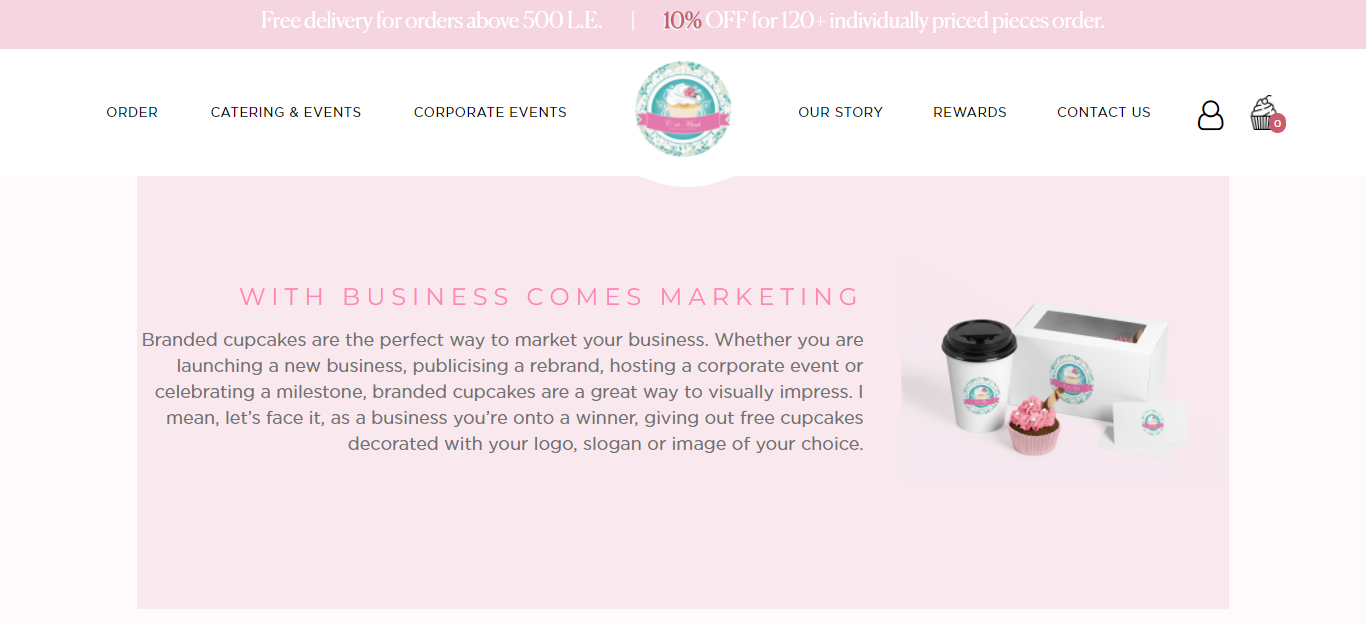 Free delivery for orders above 500 L.E. | 10% OFF for 120+ individually priced pieces order.
ORDER CATERING & EVENTS CORPORATE EVENTS OUR STORY REWARDS CONTACT US
0
WITH BUSINESS COMES MARKETING
Branded cupcakes are the perfect way to market your business. Whether you are
launching a new business, publicising a rebrand, hosting a corporate event or
celebrating a milestone, branded cupcakes are a great way to visually impress. I
mean, let’s face it, as a business you’re onto a winner, giving out free cupcakes
decorated with your logo, slogan or image of your choice.